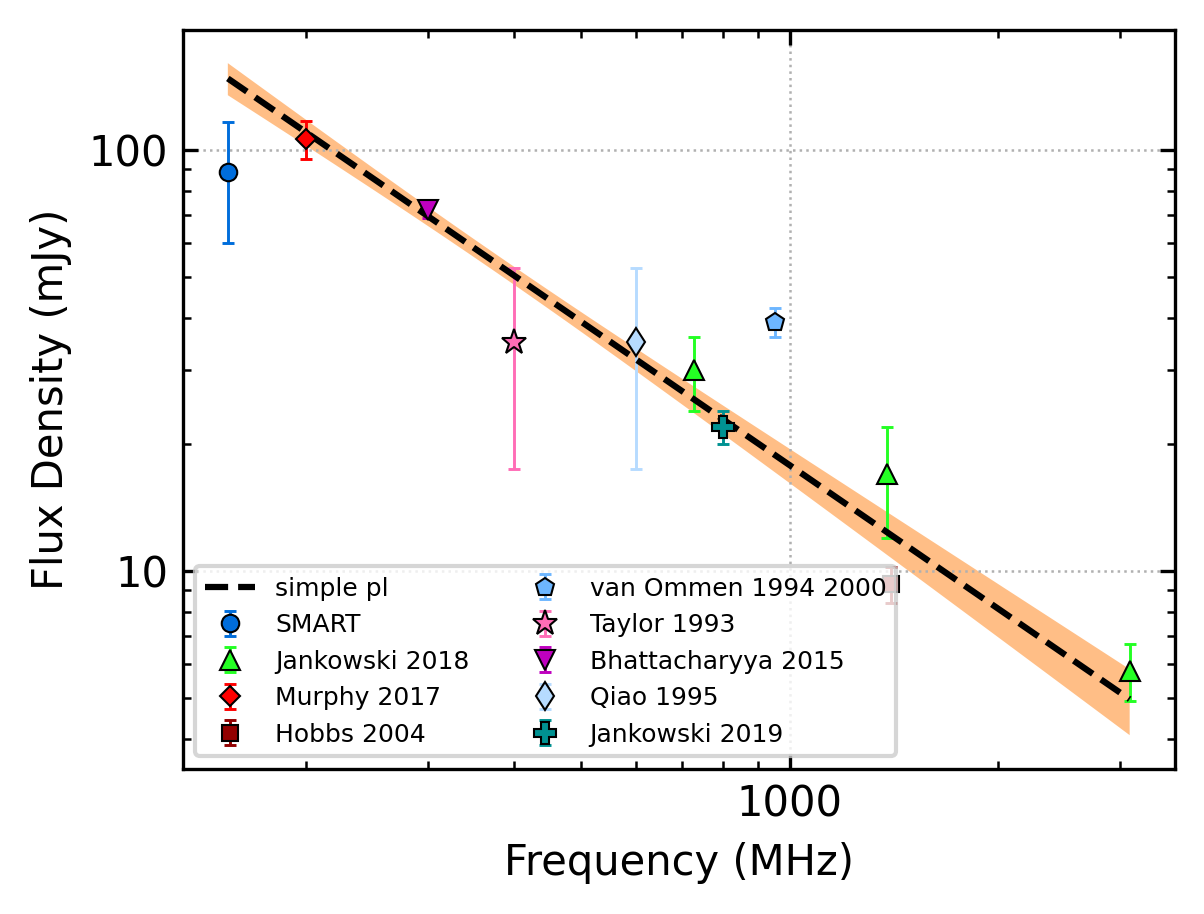 100
10
Flux Density (mJy)
simple pl
SMART
Jankowski 2018
Murphy 2017
Hobbs 2004
van Ommen 1994 2000
Taylor 1993
Bhattacharyya 2015
Qiao 1995
Jankowski 2019
1000
Frequency (MHz)